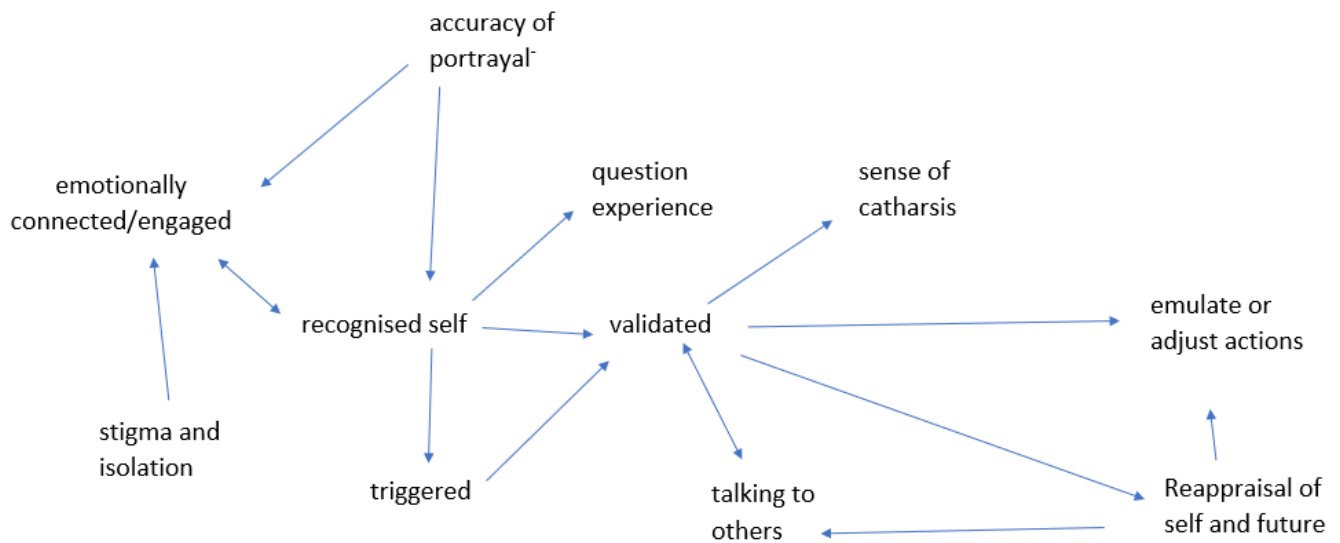 accuracy of
portrayal-
question
experience
sense of
catharsis
emotionally
connected/engaged
recognised self
validated
emulate or
adjust actions
stigma and
isolation
triggered
talking to
others
Reappraisal of
self and future